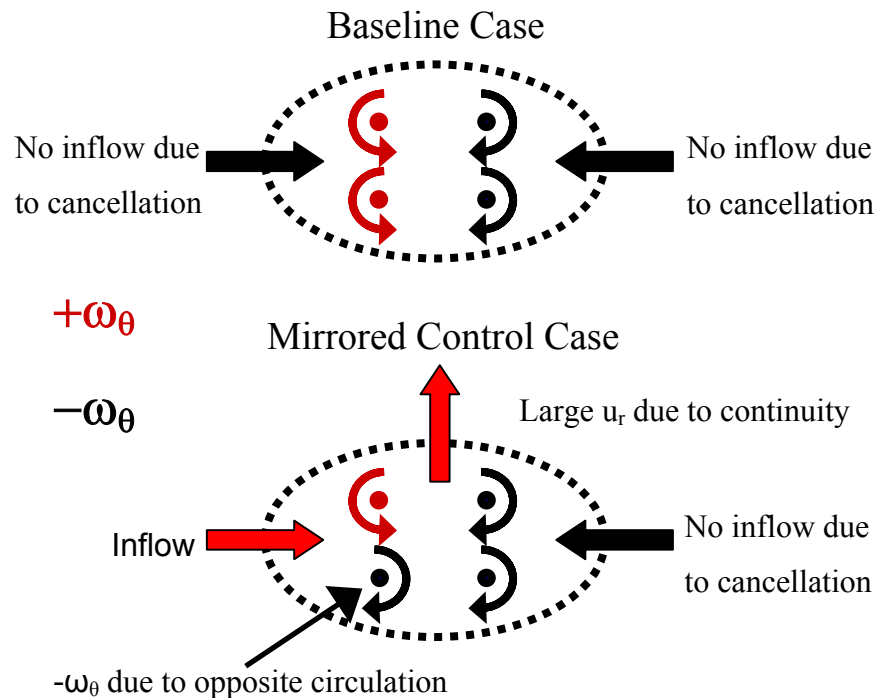 Baseline Case
No inflow due
to cancellation
No inflow due
to cancellation
+ωθ
−ωθ
Mirrored Control Case
Large uᵣ due to continuity
Inflow
No inflow due
to cancellation
-ωθ due to opposite circulation